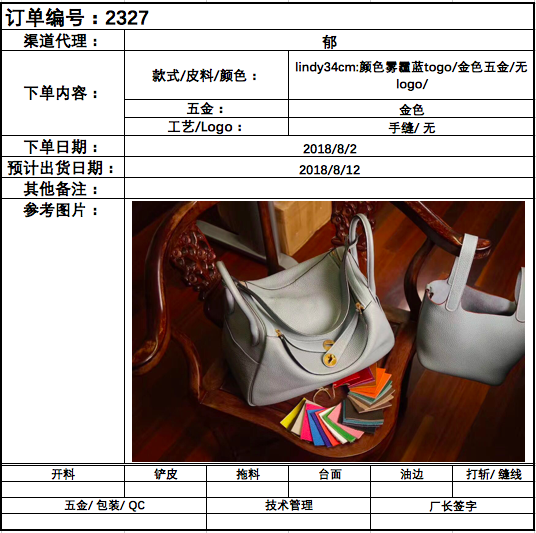 订单编号：2327
渠道代理：
郁
下单内容：
款式/皮料/颜色：
lindy34cm:颜色雾霾蓝togo/金色五金/无
logo/
五金：
金色
工艺/Logo：
手缝/ 无
下单日期：
2018/8/2
预计出货日期：
2018/8/12
其他备注：
参考图片：
开料
铲皮
拖料
台面
油边
打斩/ 缝线
五金/ 包装/ QC
技术管理
厂长签字